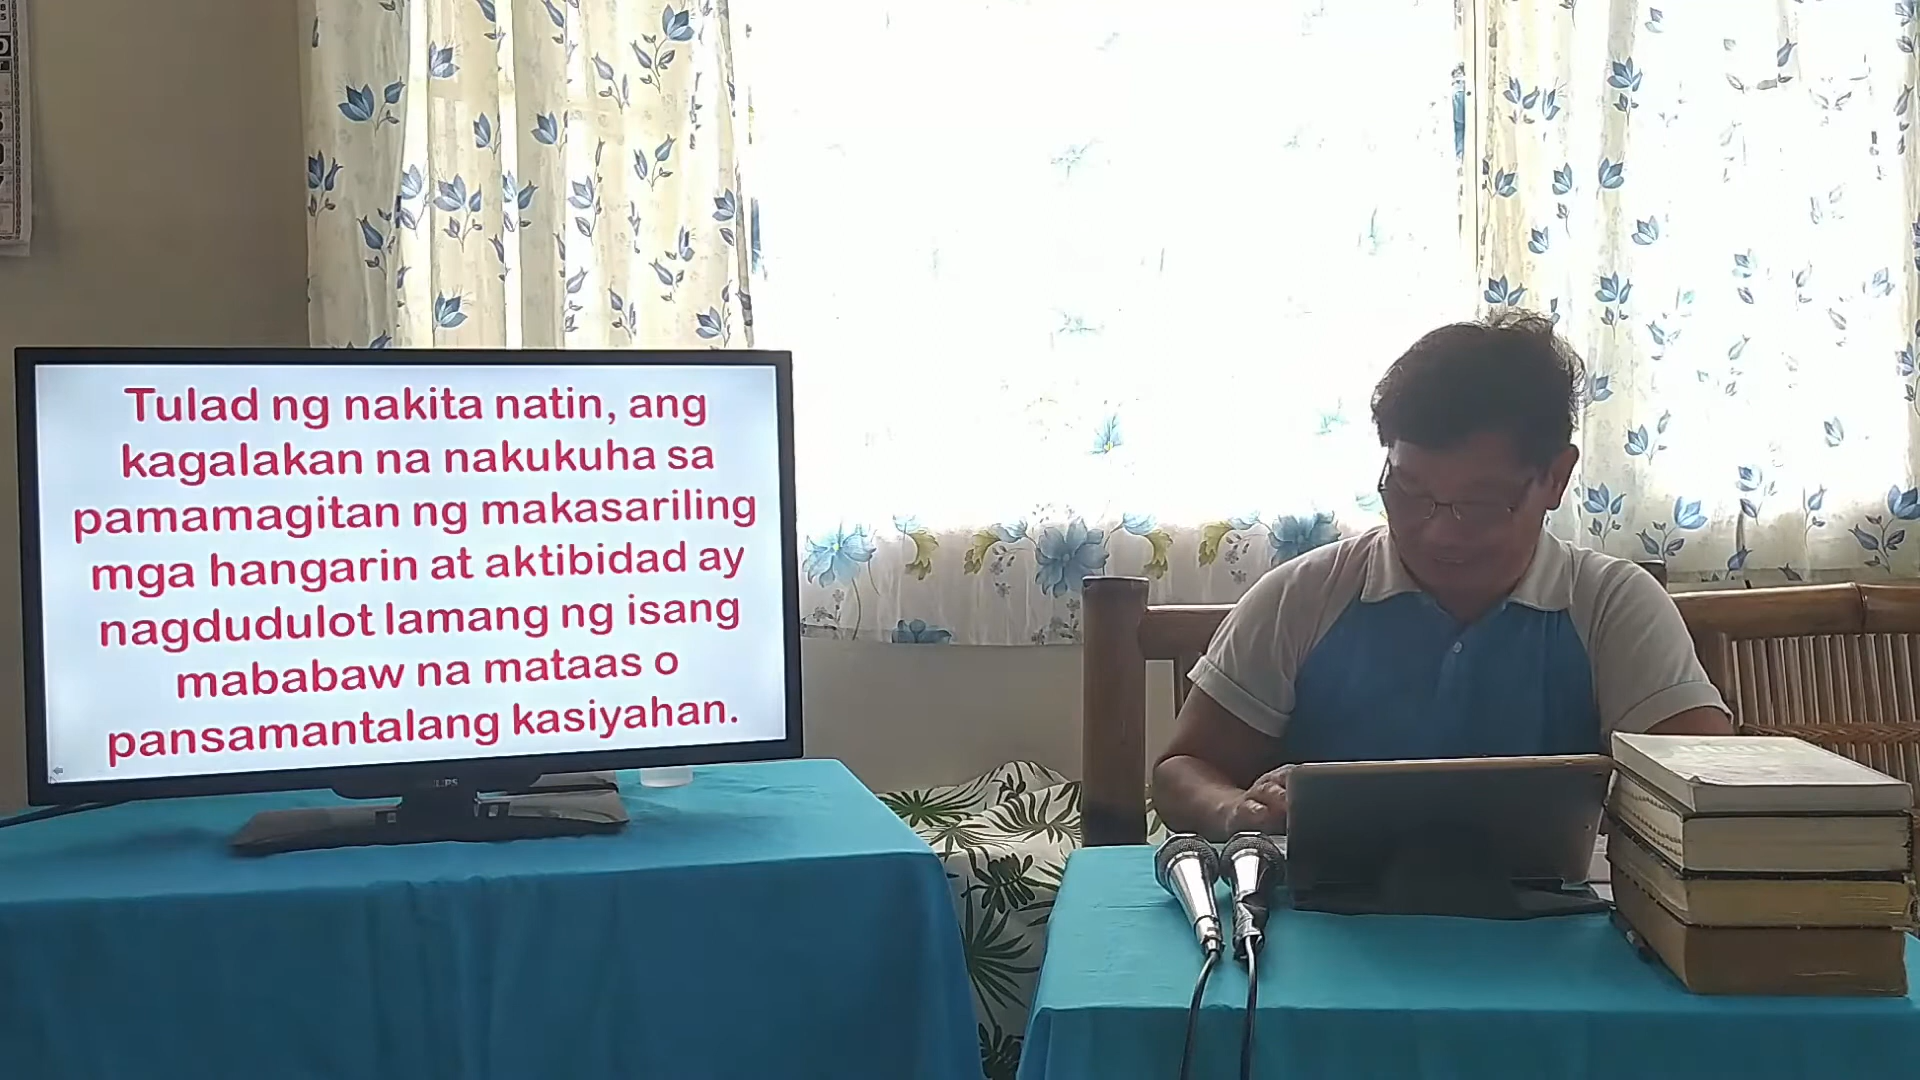 Tulad ng nakita natin, ang
kagalakan na nakukuha sa
pamamagitan ng makasariling
mga hangarin at aktibidad ay
nagdudulot lamang ng isang
mababaw na mataas o
pansamantalang kasiyahan.